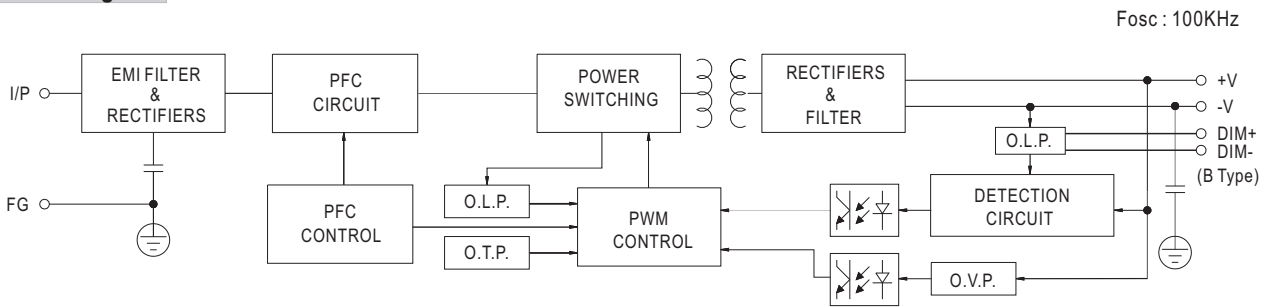 Fosc : 100KHz
I/P
EMI FILTER
&
RECTIFIERS
PFC
CIRCUIT
POWER
SWITCHING
RECTIFIERS
&
FILTER
+V
-V
O.L.P.
DIM+
DIM-
(B Type)
FG
PFC
CONTROL
O.L.P.
O.T.P.
PWM
CONTROL
DETECTION
CIRCUIT
O.V.P.